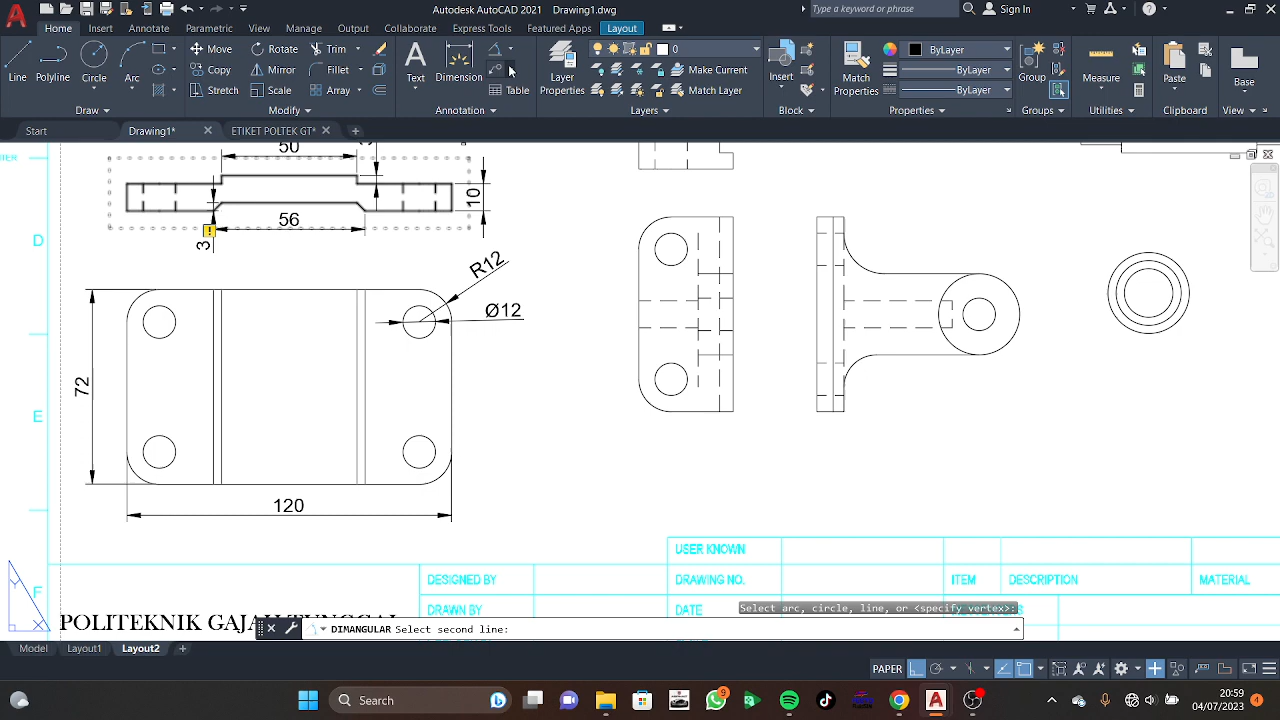 Autodesk AutoCAD 2021 Drawing1.dwg
Type a keyword or phrase
Sign In
Home Insert Annotate Parametric View Manage Output Collaborate Express Tools Featured Apps Layout
Line Polyline Circle Arc
Move Rotate Trim
Copy Mirror Fillet
Stretch Scale Array
Text Dimension
Table
Layer Properties
0
Make Current
Match Layer
Insert
Match Properties
ByLayer
ByLayer
ByLayer
Group
Measure
Paste
Base
Draw Modify Annotation Layers Block Properties Groups Utilities Clipboard View
Start Drawing1* ETIKET POLTEK GT*
50
10
56
3
D
R12
Ø12
72
E
120
USER KNOWN
DESIGNED BY DRAWING NO. ITEM DESCRIPTION MATERIAL
F
DRAWN BY DATE
Select arc, circle, line, or <specify vertex>:
DIMANGULAR Select second line:
Model Layout1 Layout2
PAPER
Search
9
20:59
04/07/2023
4